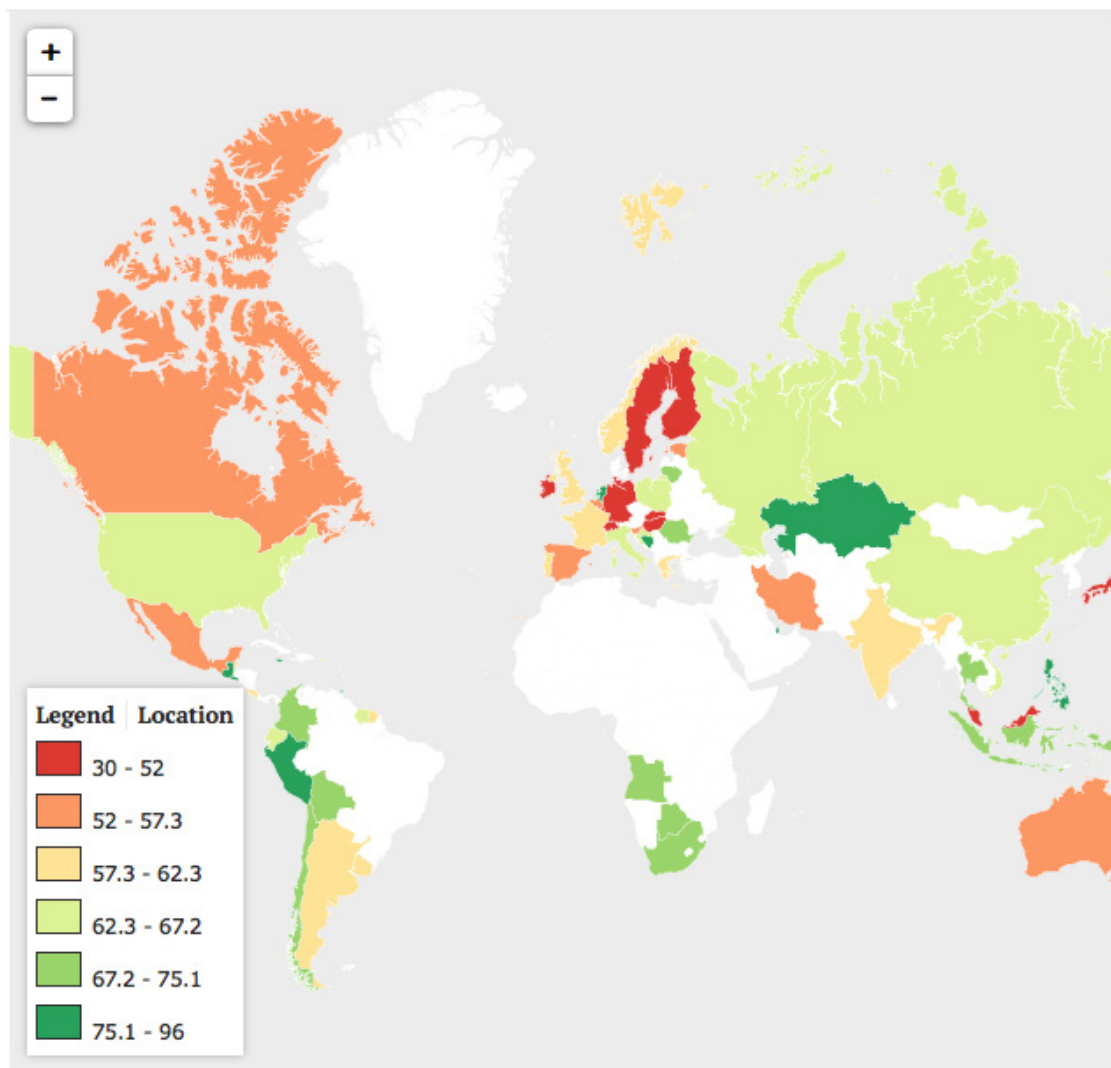 +
−
Legend Location
30 - 52
52 - 57.3
57.3 - 62.3
62.3 - 67.2
67.2 - 75.1
75.1 - 96